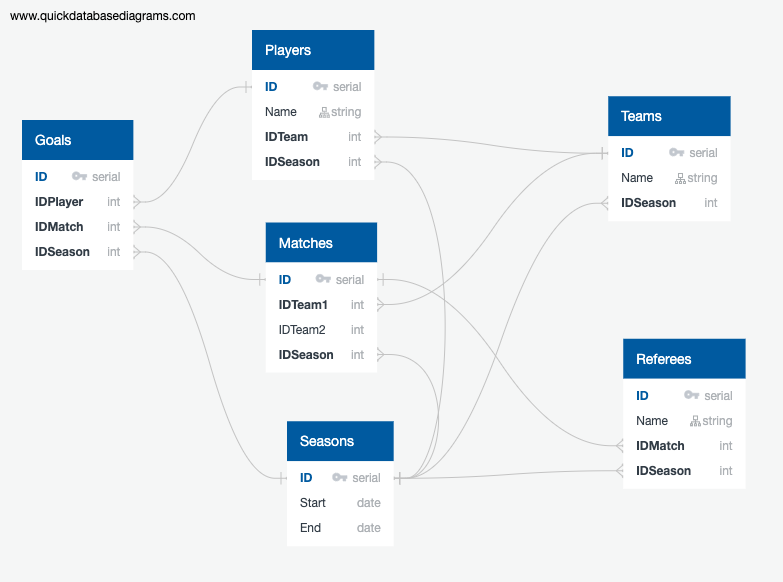 www.quickdatabasediagrams.com
Players
ID serial
Name string
IDTeam int
IDSeason int
Goals
ID serial
IDPlayer int
IDMatch int
IDSeason int
Teams
ID serial
Name string
IDSeason int
Matches
ID serial
IDTeam1 int
IDTeam2 int
IDSeason int
Referees
ID serial
Name string
IDMatch int
IDSeason int
Seasons
ID serial
Start date
End date